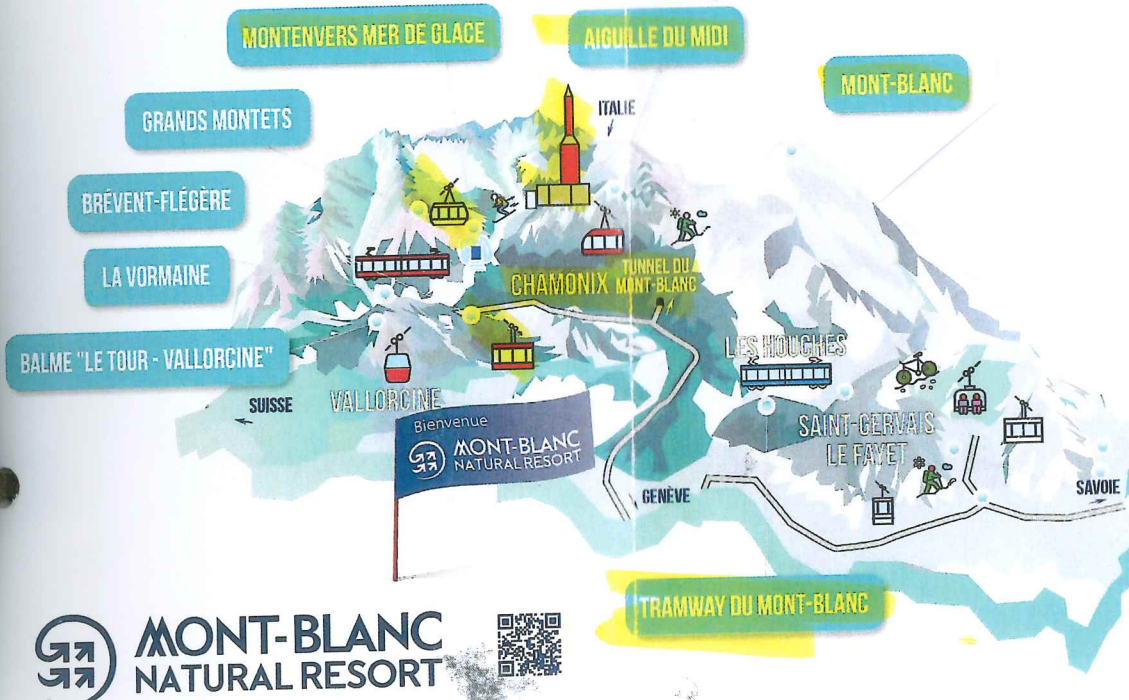 MONTENVERS MER DE GLACE
AIGUILLE DU MIDI
MONT-BLANC
GRANDS MONTETS
ITALIE
BRÉVENT-FLÉGÈRE
LA VORMAINE
CHAMONIX
TUNNEL DU
MONT-BLANC
BALME "LE TOUR - VALLORCINE"
LES HOUCHES
SUISSE
VALLORCINE
Bienvenue
MONT-BLANC
NATURAL RESORT
SAINT-GERVAIS
LE FAYET
GENÈVE
SAVOIE
TRAMWAY DU MONT-BLANC
MONT-BLANC
NATURAL RESORT